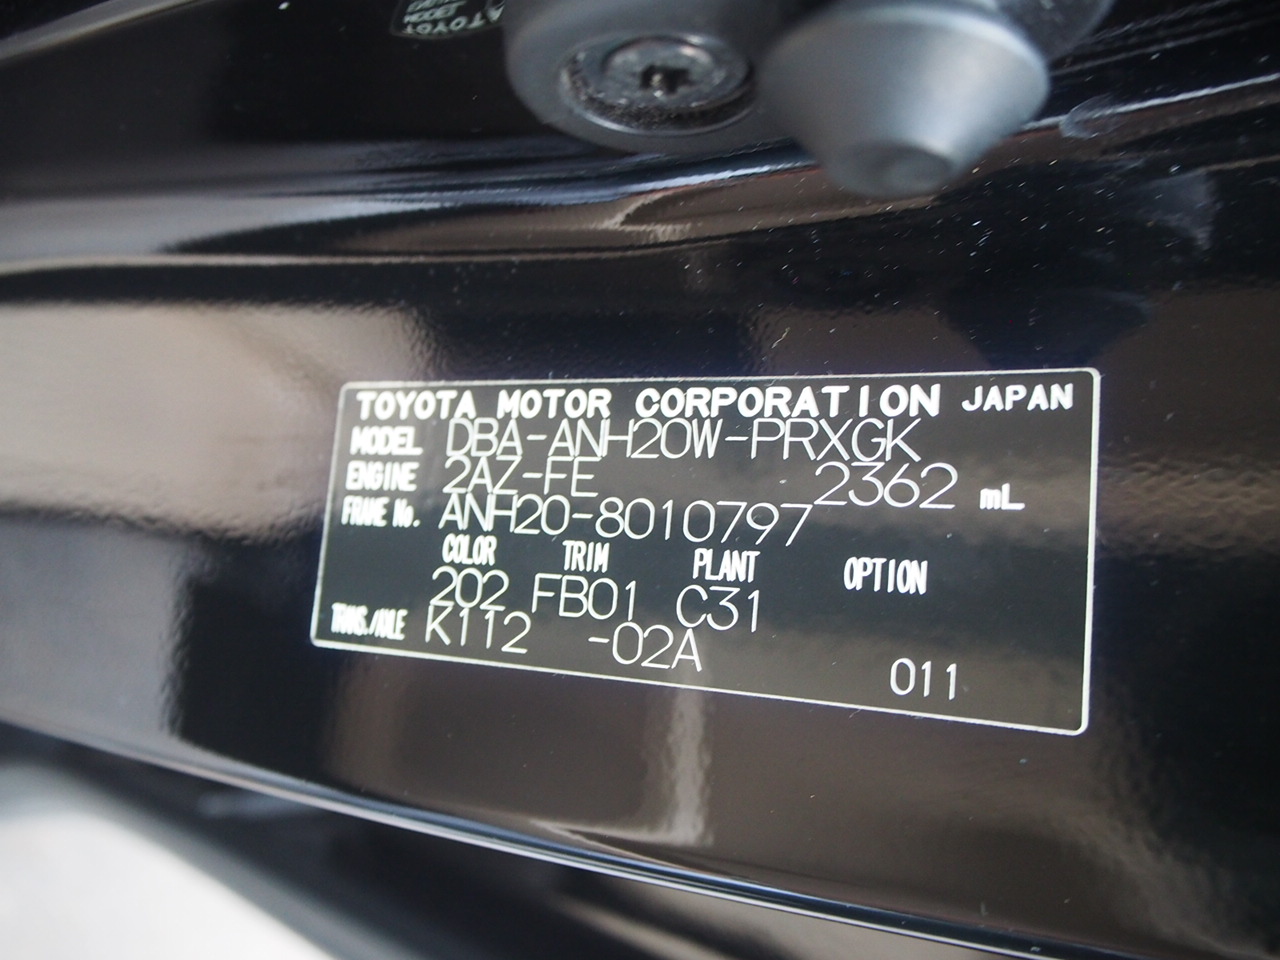 TOYOTA MOTOR CORPORATION JAPAN
MODEL DBA-ANH20W-PRXGK
ENGINE 2AZ-FE 2362 mL
FRAME No. ANH20-8010797
COLOR TRIM PLANT OPTION
202 FB01 C31
TRANS./AXLE K112 -02A
011